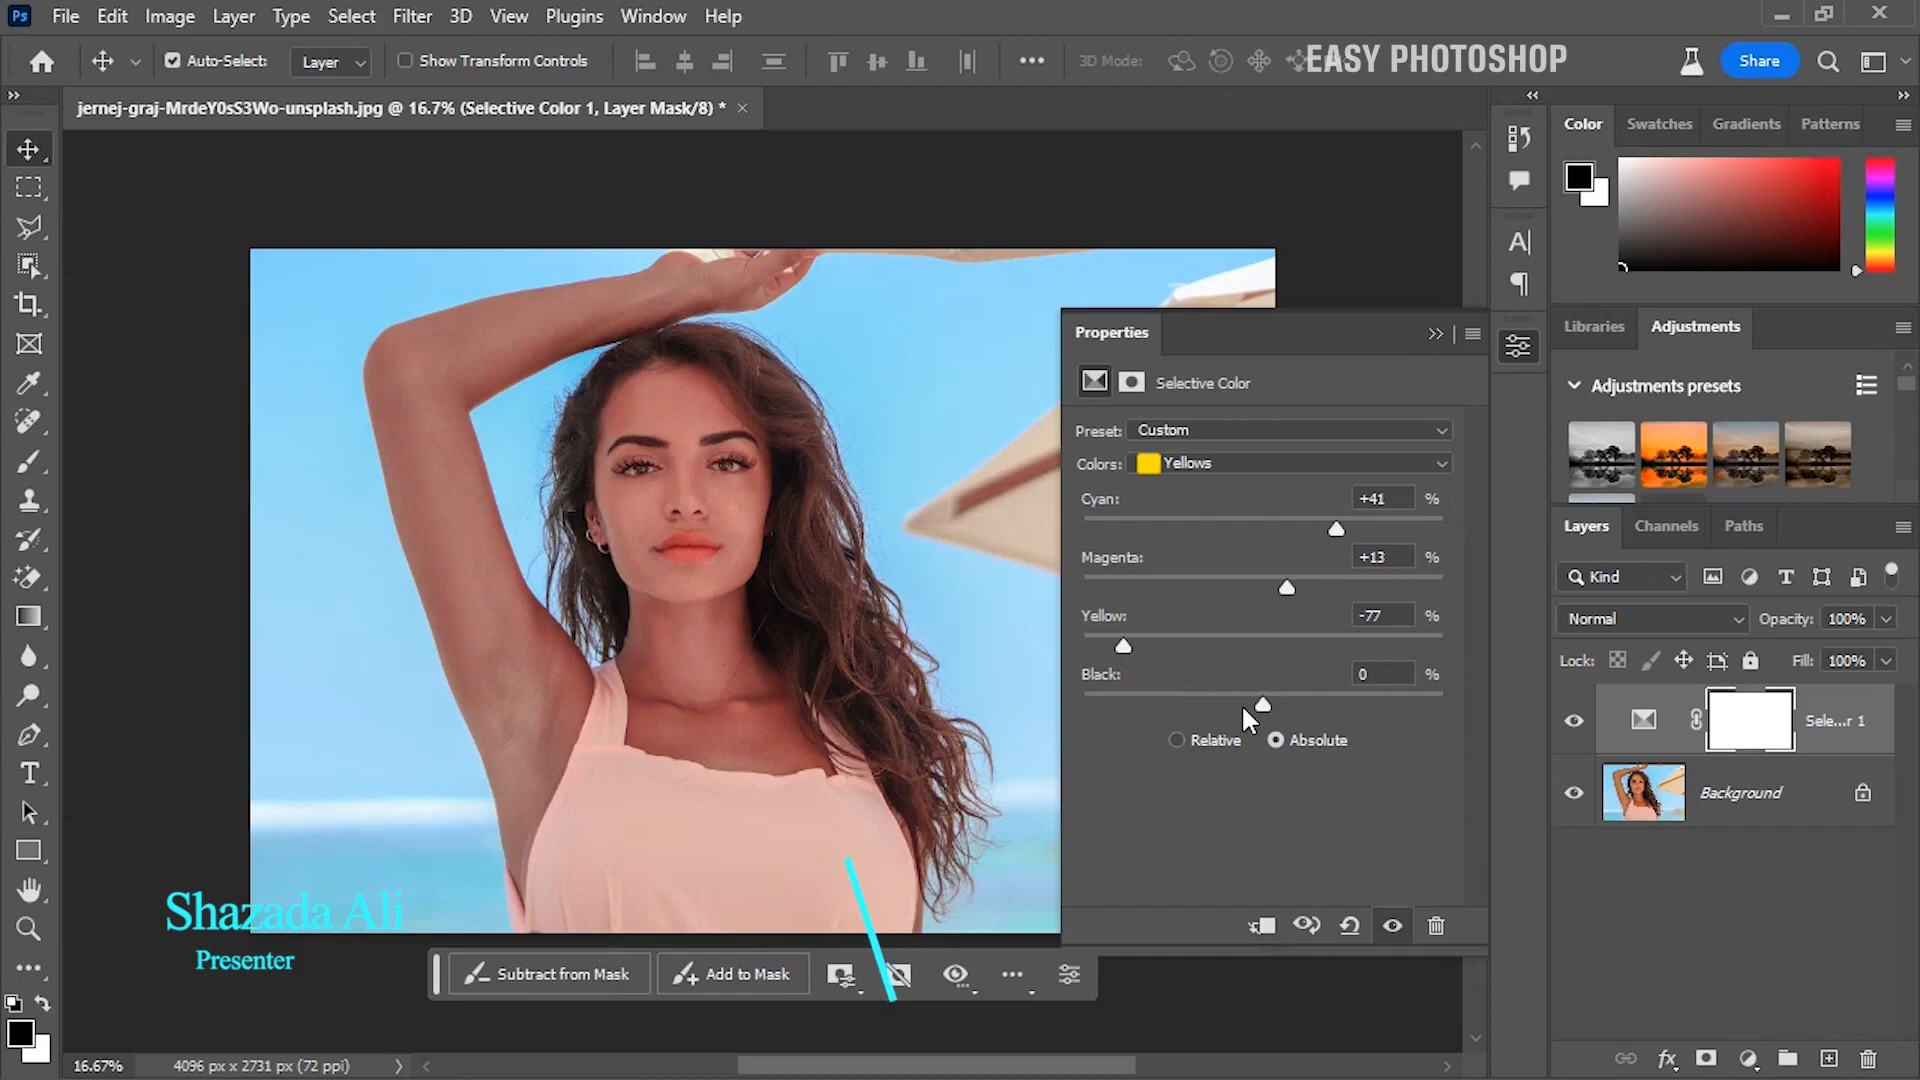 Ps File Edit Image Layer Type Select Filter 3D View Plugins Window Help
Auto-Select: Layer Show Transform Controls 3D Mode: EASY PHOTOSHOP Share
jernej-graj-MrdeY0sS3Wo-unsplash.jpg @ 16.7% (Selective Color 1, Layer Mask/8) *
Color Swatches Gradients Patterns
Properties
Selective Color
Preset: Custom
Colors: Yellows
Cyan: +41 %
Magenta: +13 %
Yellow: -77 %
Black: 0 %
Relative Absolute
Libraries Adjustments
Adjustments presets
Layers Channels Paths
Kind
Normal Opacity: 100%
Lock: Fill: 100%
Sele...r 1
Background
Shazada Ali
Presenter
Subtract from Mask Add to Mask
16.67% 4096 px x 2731 px (72 ppi)